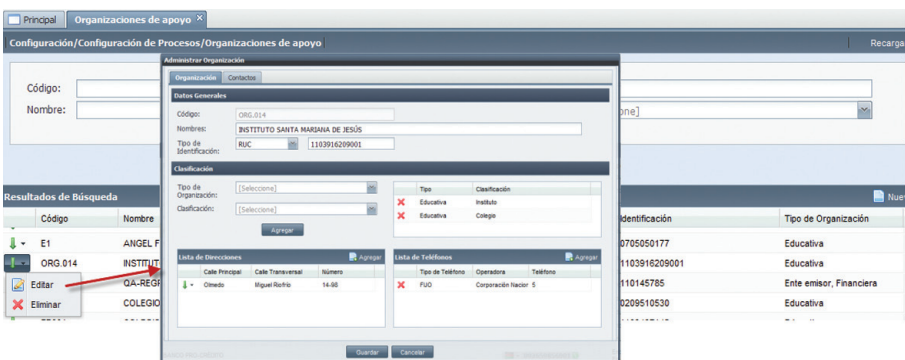 Principal Organizaciones de apoyo
Configuración/Configuración de Procesos/Organizaciones de apoyo
Recarga
Administrar Organización
Organización Contactos
Datos Generales
Código: ORG.014
Nombres: INSTITUTO SANTA MARIANA DE JESÚS
Tipo de Identificación: RUC 1103916209001
Clasificación
Tipo de Organización: [Seleccione]
Clasificación: [Seleccione]
Agregar
Tipo Clasificación
Educativa Instituto
Educativa Colegio
Lista de Direcciones Agregar
Calle Principal Calle Transversal Número
Olmedo Miguel Riofrío 14-98
Lista de Teléfonos Agregar
Tipo de Teléfono Operadora Teléfono
FIJO Corporación Nacior 5
Guardar Cancelar
Código:
Nombre:
one]
Resultados de Búsqueda
Nue
Código Nombre Identificación Tipo de Organización
E1 ANGEL F 0705050177 Educativa
ORG.014 INSTITUT 1103916209001 Educativa
QA-REGF 110145785 Ente emisor, Financiera
COLEGIO 0209510530 Educativa
Editar
Eliminar